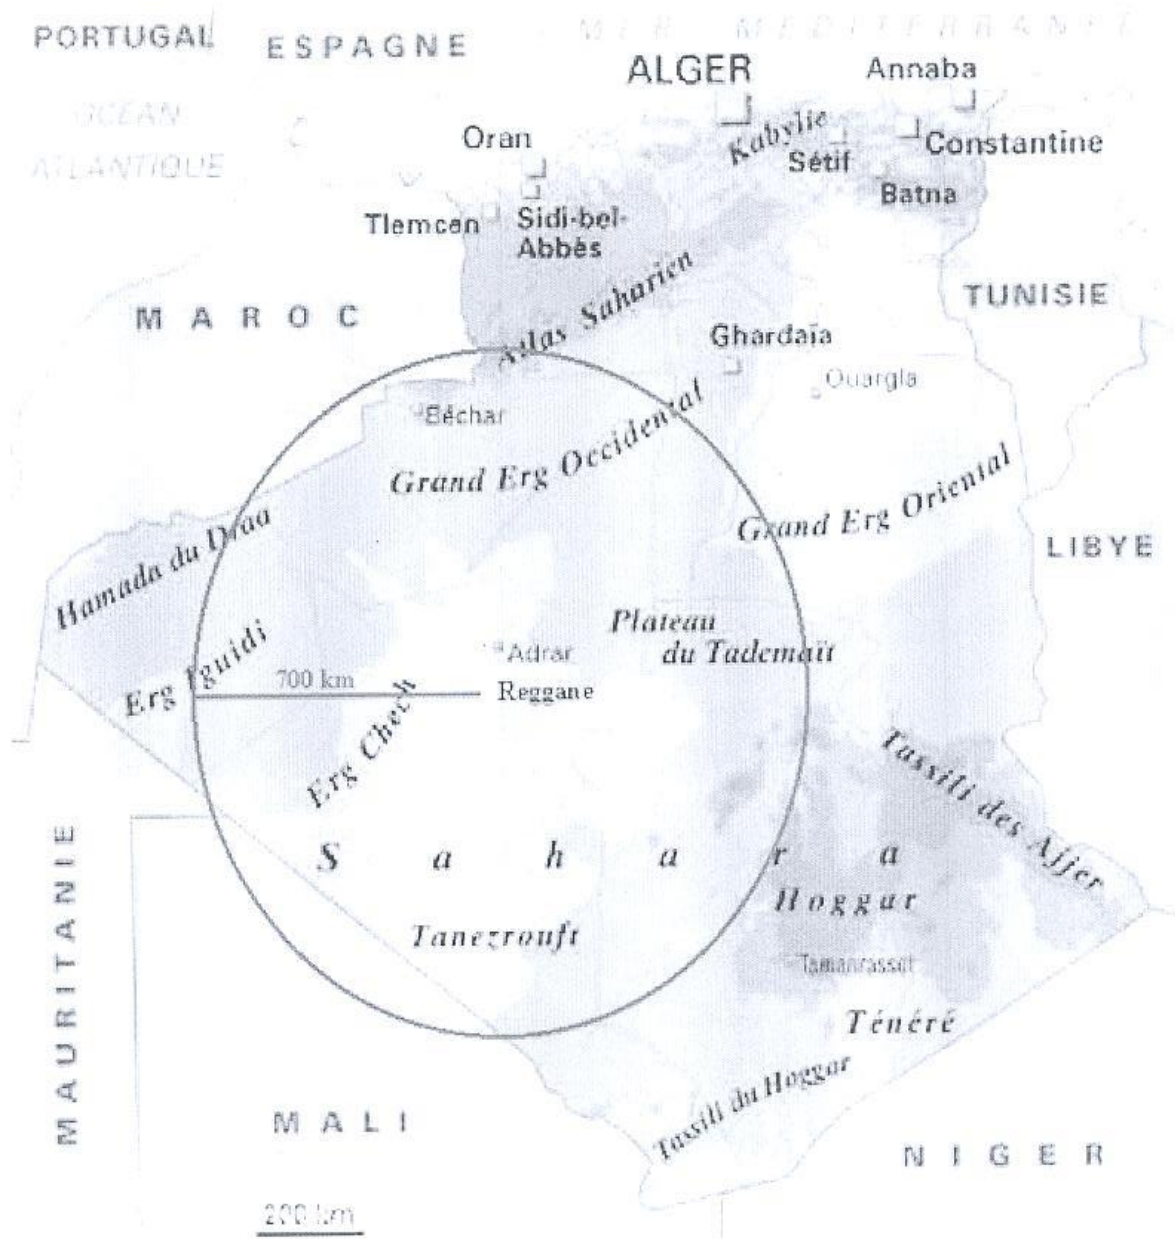 PORTUGAL
ESPAGNE
MER MEDITERRANEE
ALGER
Annaba
OCEAN
ATLANTIQUE
Oran
Kabylie
Sétif
Constantine
Batna
Tlemcen
Sidi-bel-
Abbès
Atlas Saharien
TUNISIE
MAROC
Ghardaïa
Ouargla
Béchar
Grand Erg Occidental
Grand Erg Oriental
Hamada du Draa
LIBYE
Plateau
du Tademaït
Adrar
Erg Iguidi
700 km
Reggane
Erg Chech
Tassili des Ajjer
MAURITANIE
Sahara
Hoggar
Tanezrouft
Tamanrasset
Ténéré
Tassili du Hoggar
MALI
NIGER
200 km